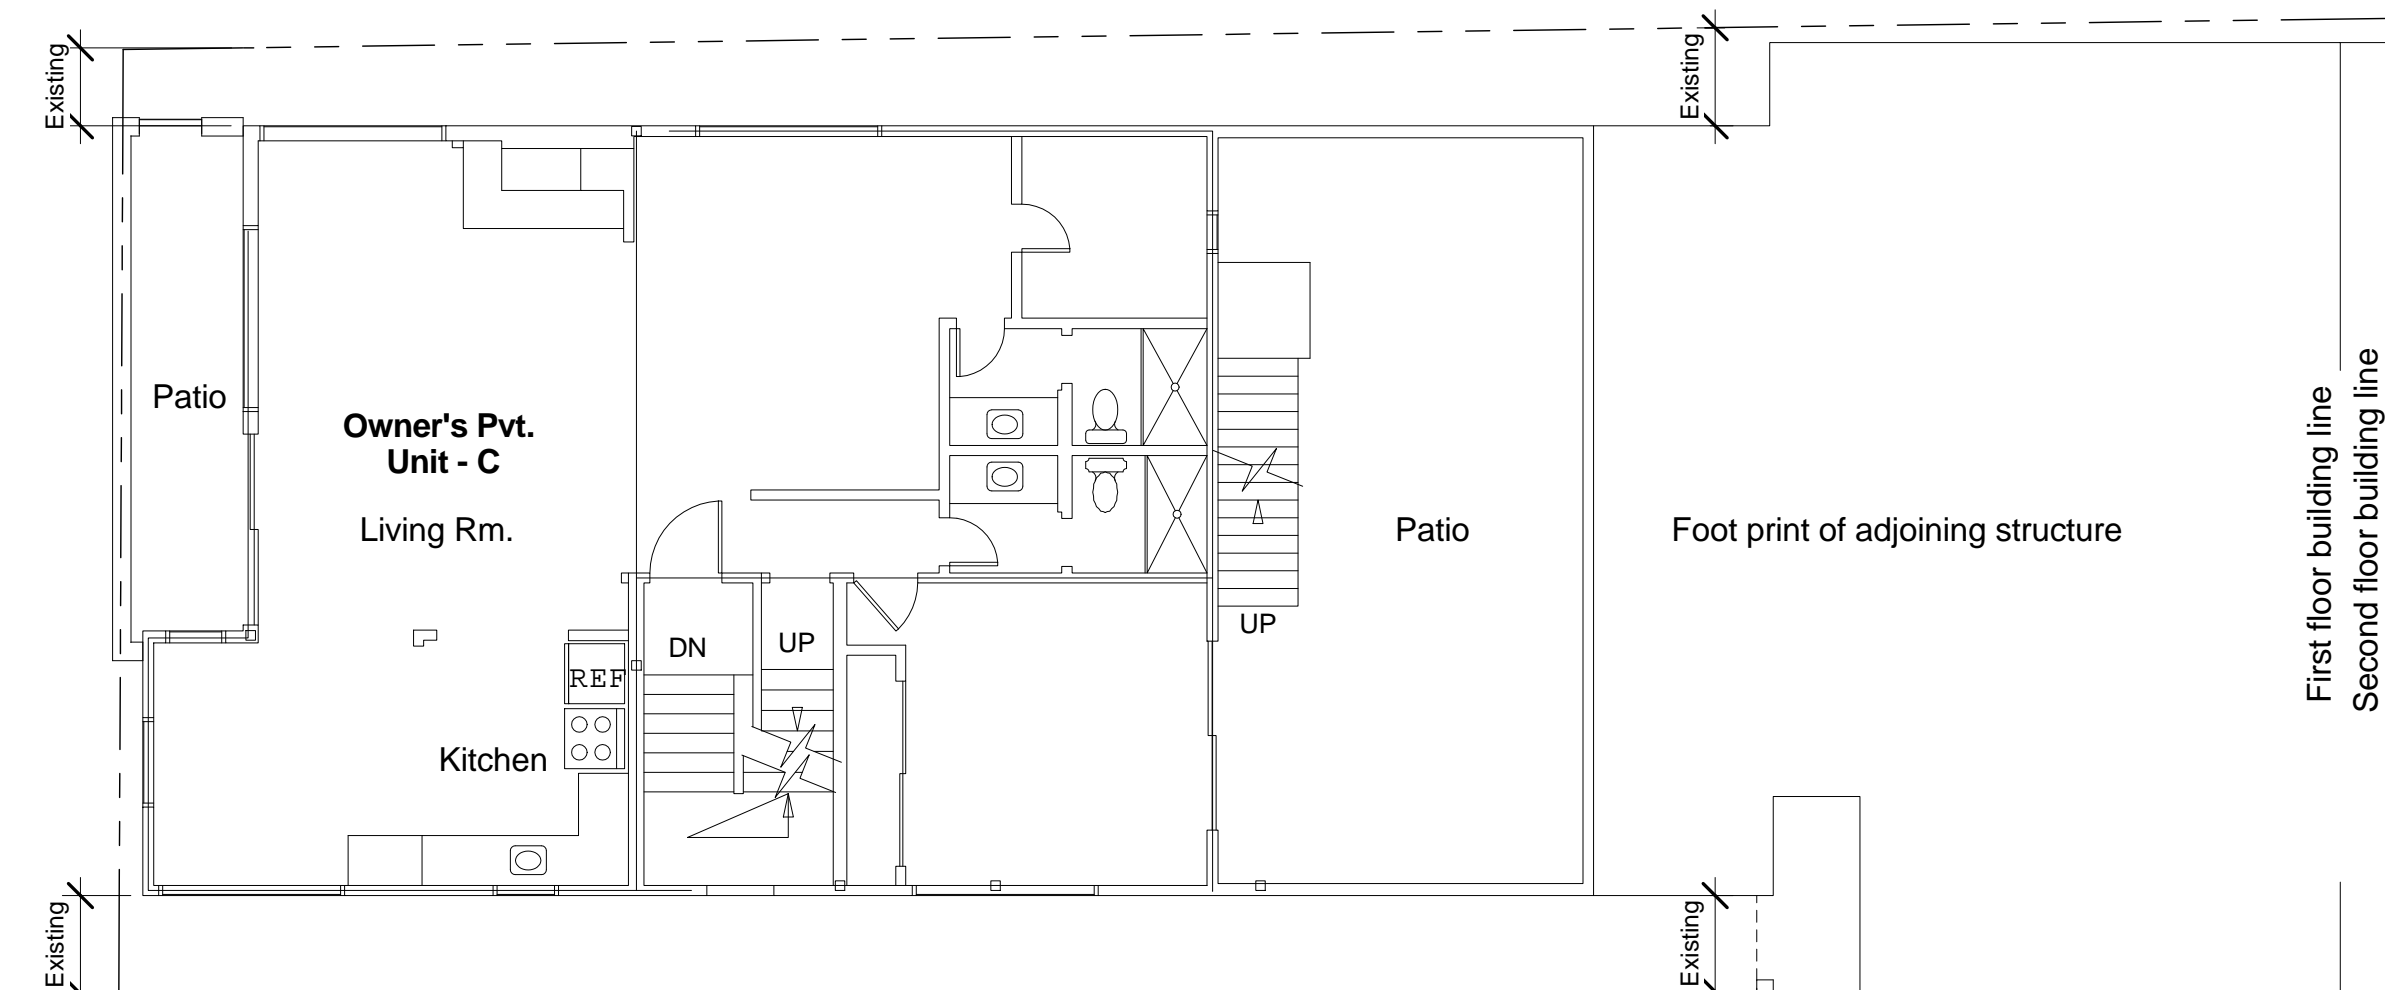 Existing
Existing
Patio
Owner's Pvt.
Unit - C
Living Rm.
Patio
Foot print of adjoining structure
First floor building line
Second floor building line
UP
DN
UP
REF
Kitchen
Existing
Existing